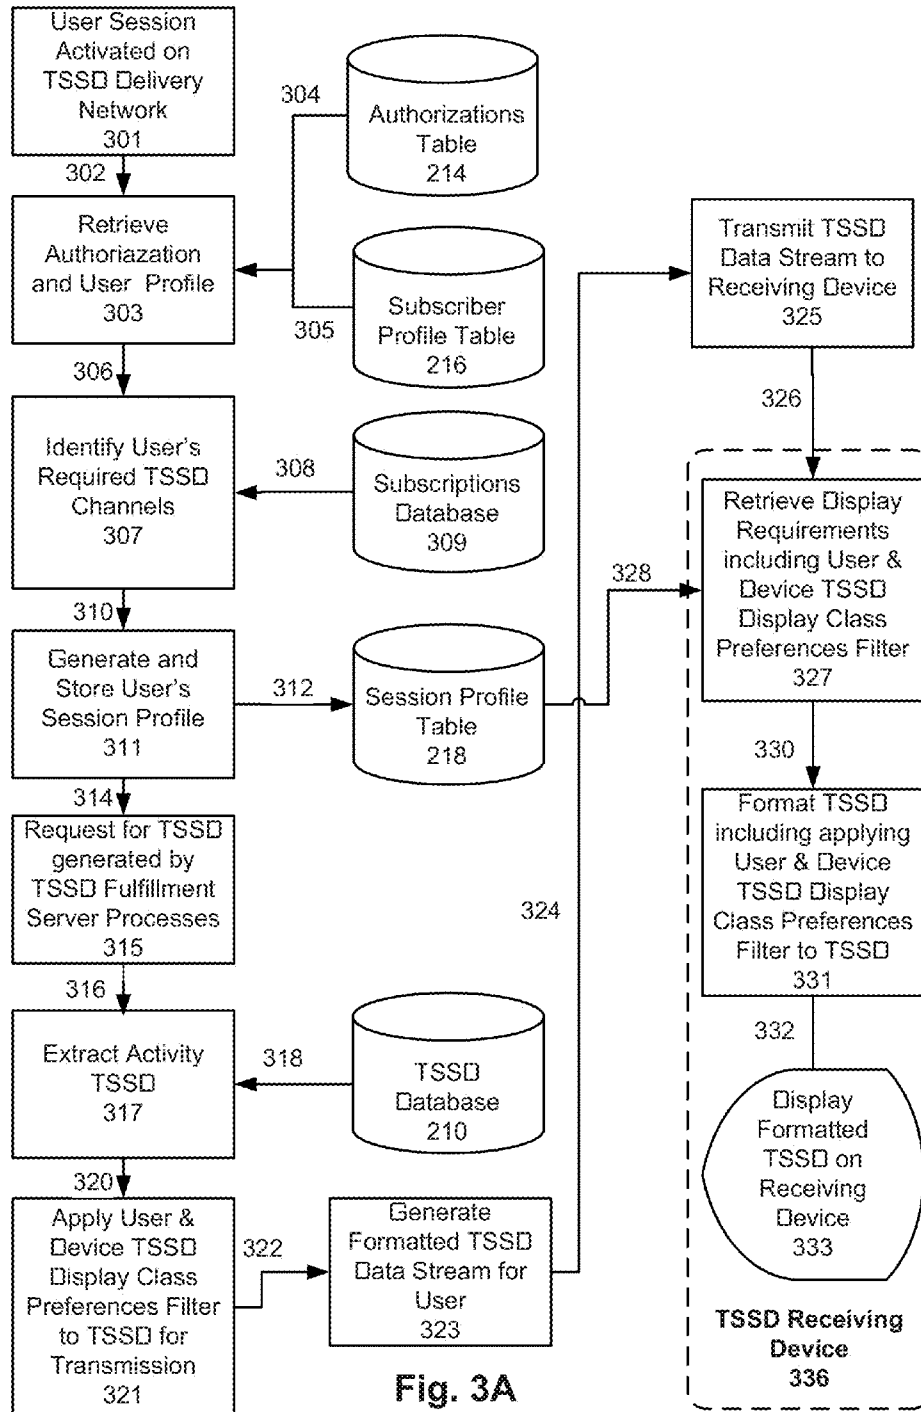 User Session
Activated on
TSSD Delivery
Network
301
302
304
Authorizations
Table
214
Retrieve
Authoriazation
and User Profile
303
305
Subscriber
Profile Table
216
306
Identify User's
Required TSSD
Channels
307
308
Subscriptions
Database
309
310
Generate and
Store User's
Session Profile
311
312
Session Profile
Table
218
314
Request for TSSD
generated by
TSSD Fulfillment
Server Processes
315
316
Extract Activity
TSSD
317
318
TSSD
Database
210
320
Apply User &
Device TSSD
Display Class
Preferences Filter
to TSSD for
Transmission
321
322
Generate
Formatted TSSD
Data Stream for
User
323
324
Transmit TSSD
Data Stream to
Receiving Device
325
326
328
Retrieve Display
Requirements
including User &
Device TSSD
Display Class
Preferences Filter
327
330
Format TSSD
including applying
User & Device
TSSD Display
Class Preferences
Filter to TSSD
331
332
Display
Formatted
TSSD on
Receiving
Device
333
TSSD Receiving
Device
336
Fig. 3A